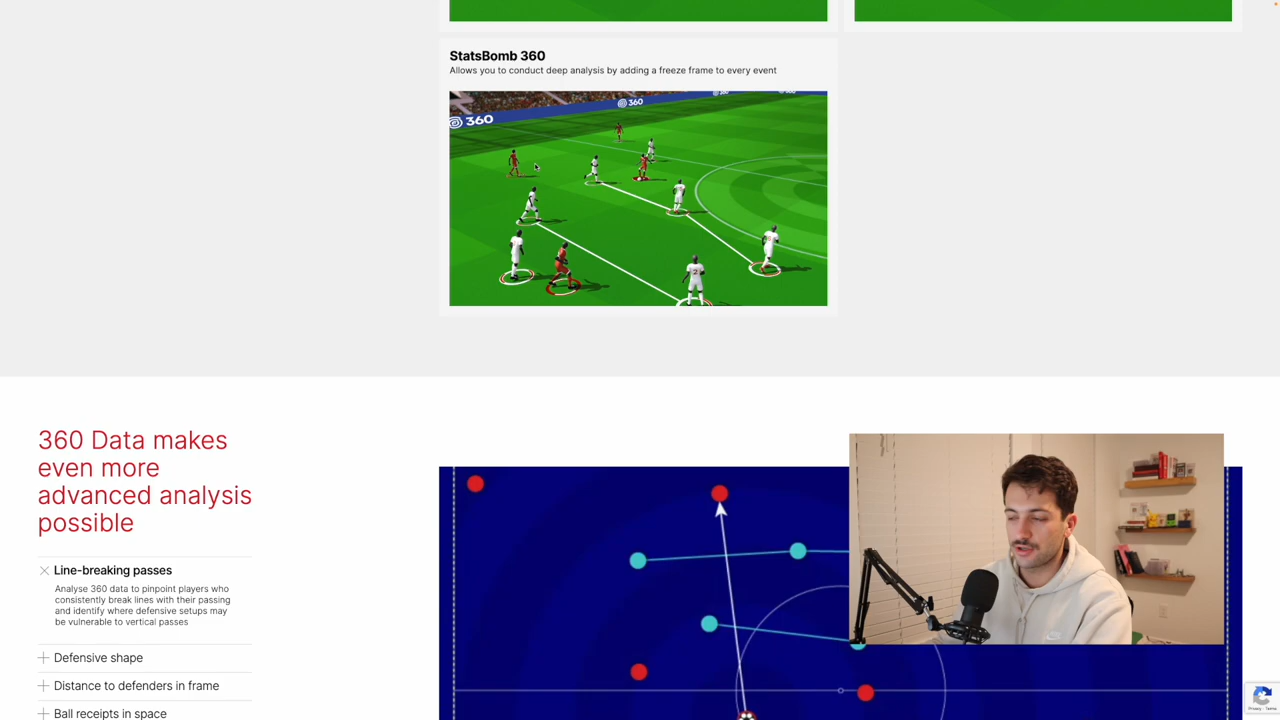 StatsBomb 360
Allows you to conduct deep analysis by adding a freeze frame to every event
360
360
360 Data makes
even more
advanced analysis
possible
Line-breaking passes
Analyse 360 data to pinpoint players who
consistently break lines with their passing
and identify where defensive setups may
be vulnerable to vertical passes
Defensive shape
Distance to defenders in frame
Ball receipts in space
Privacy - Terms